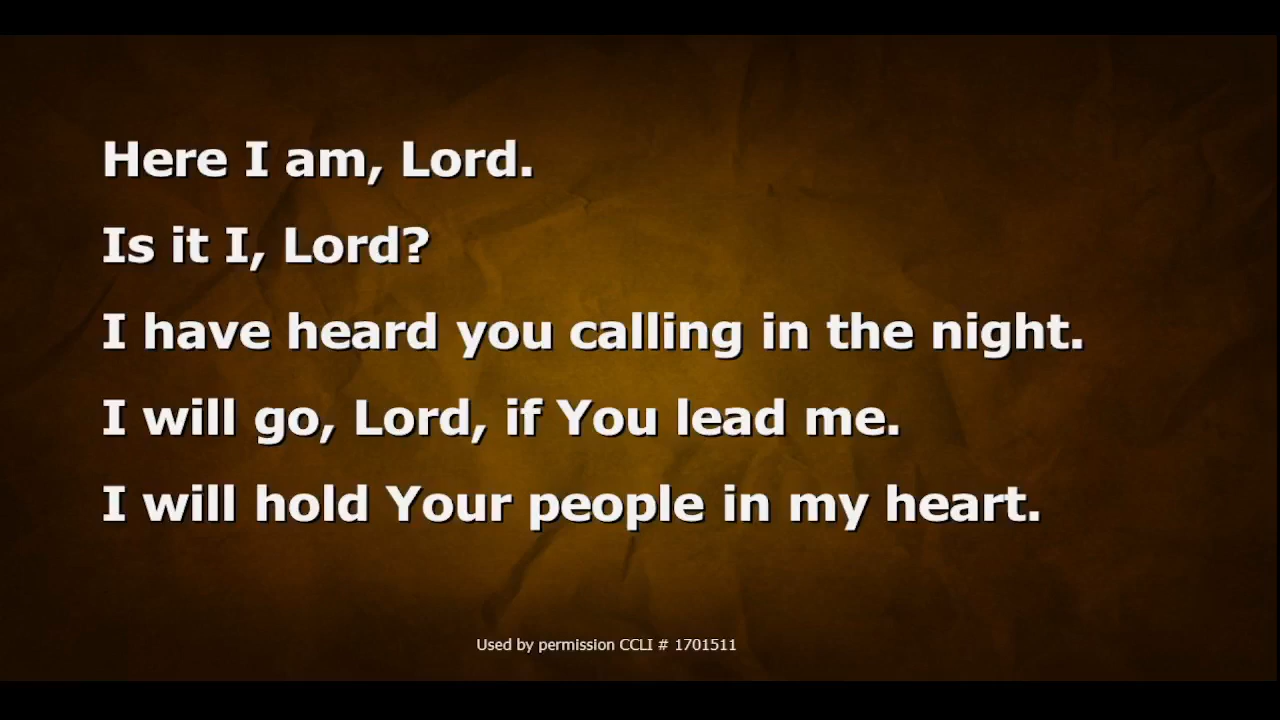 Here I am, Lord.
Is it I, Lord?
I have heard you calling in the night.
I will go, Lord, if You lead me.
I will hold Your people in my heart.
Used by permission CCLI # 1701511